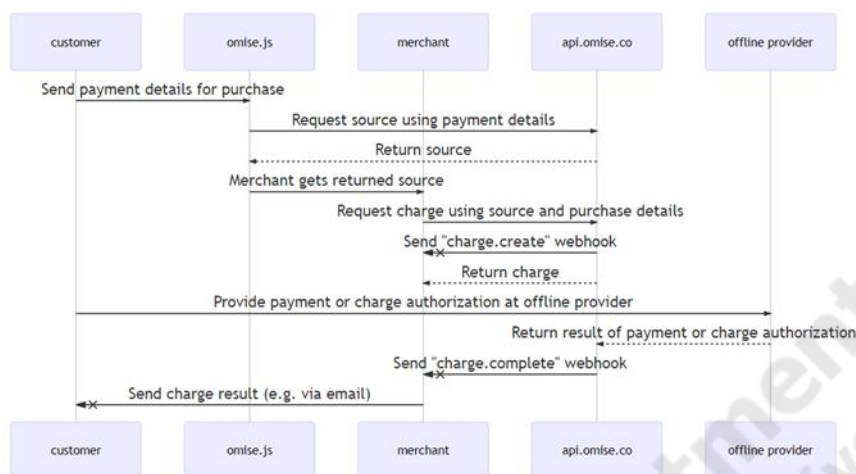 customer omise.js merchant api.omise.co offline provider
Send payment details for purchase
Request source using payment details
Return source
Merchant gets returned source
Request charge using source and purchase details
Send "charge.create" webhook
Return charge
Provide payment or charge authorization at offline provider
Return result of payment or charge authorization
Send "charge.complete" webhook
Send charge result (e.g. via email)
customer omise.js merchant api.omise.co offline provider